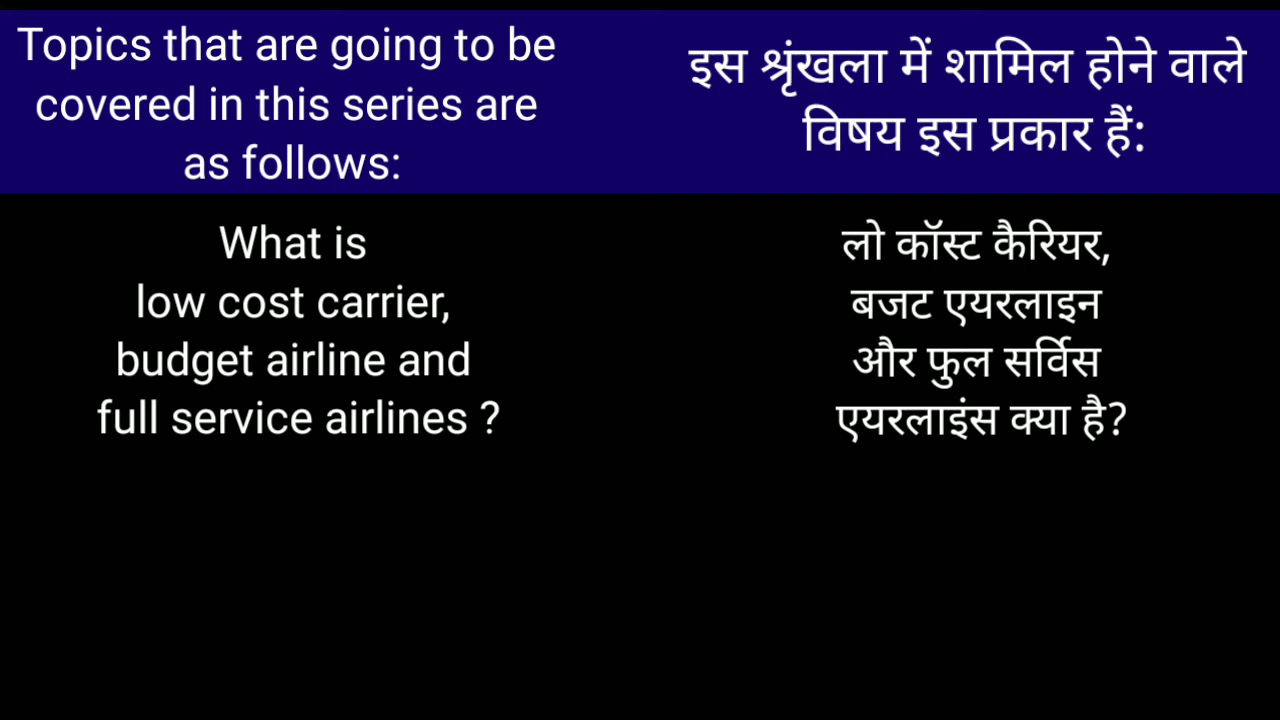 Topics that are going to be
covered in this series are
as follows:
इस श्रृंखला में शामिल होने वाले
विषय इस प्रकार हैं:
What is
low cost carrier,
budget airline and
full service airlines ?
लो कॉस्ट कैरियर,
बजट एयरलाइन
और फुल सर्विस
एयरलाइंस क्या है?